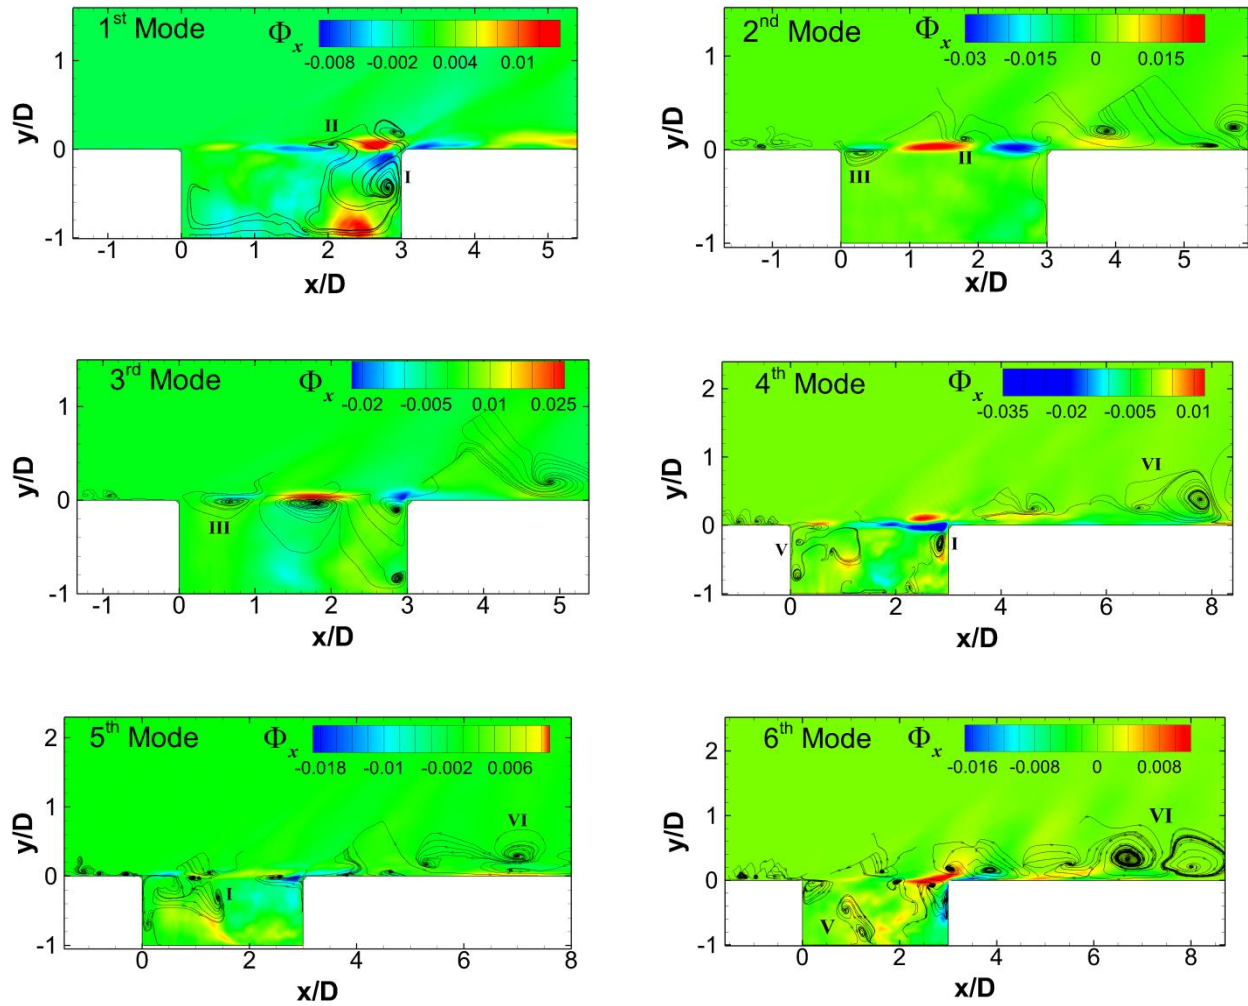 1st Mode Φx
-0.008 -0.002 0.004 0.01
y/D
1
0
-1
II
I
0 1 2 3 4 5
x/D
2nd Mode Φx
-0.03 -0.015 0 0.015
y/D
1
0
-1
III
II
-1 0 1 2 3 4 5
x/D
3rd Mode Φx
-0.02 -0.005 0.01 0.025
y/D
1
0
-1
III
-1 0 1 2 3 4 5
x/D
4th Mode Φx
-0.035 -0.02 -0.005 0.01
y/D
2
1
0
-1
VI
V
I
0 2 4 6 8
x/D
5th Mode Φx
-0.018 -0.01 -0.002 0.006
y/D
2
1
0
-1
VI
I
0 2 4 6 8
x/D
6th Mode Φx
-0.016 -0.008 0 0.008
y/D
2
1
0
-1
VI
V
0 2 4 6 8
x/D